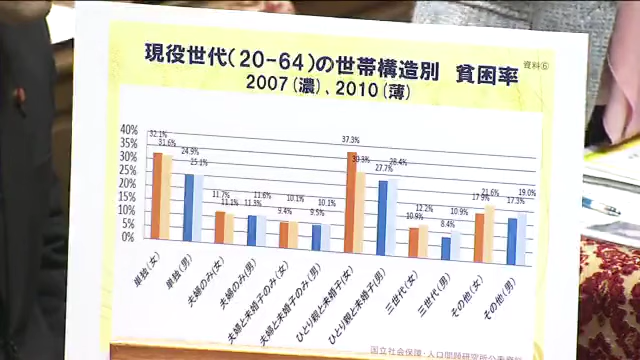 資料⑥
現役世代(20-64)の世帯構造別 貧困率
2007(濃)、2010(薄)
40%
35%
30%
25%
20%
15%
10%
5%
0%
32.1%
31.6%
24.9%
25.1%
11.7%
11.1%
11.3%
11.6%
9.4%
10.1%
9.5%
10.1%
37.3%
30.3%
27.7%
28.4%
10.9%
12.2%
8.4%
10.9%
17.9%
21.6%
17.3%
19.0%
単独(女)
単独(男)
夫婦のみ(女)
夫婦のみ(男)
夫婦と未婚子のみ(女)
夫婦と未婚子のみ(男)
ひとり親と未婚子(女)
ひとり親と未婚子(男)
三世代(女)
三世代(男)
その他(女)
その他(男)
国立社会保障・人口問題研究所